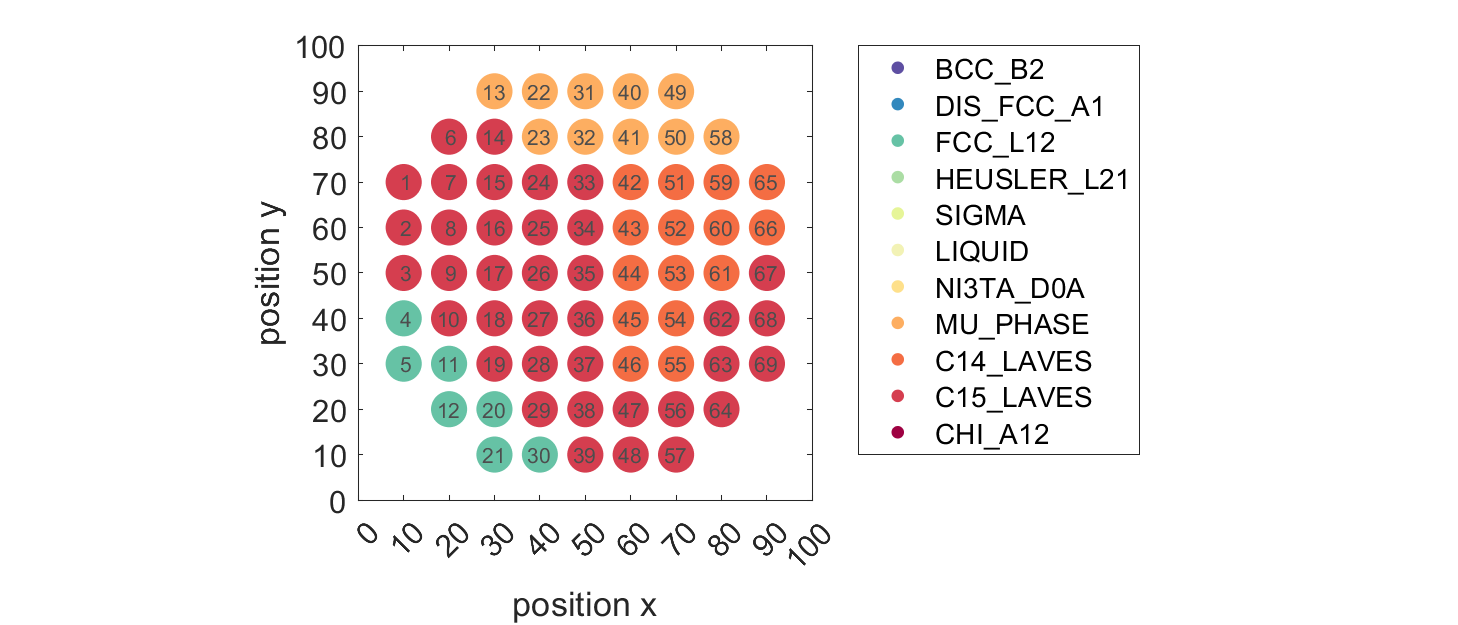 100
90
80
70
60
50
40
30
20
10
0
position y
13 22 31 40 49
6 14 23 32 41 50 58
1 7 15 24 33 42 51 59 65
2 8 16 25 34 43 52 60 66
3 9 17 26 35 44 53 61 67
4 10 18 27 36 45 54 62 68
5 11 19 28 37 46 55 63 69
12 20 29 38 47 56 64
21 30 39 48 57
0 10 20 30 40 50 60 70 80 90 100
position x
BCC_B2
DIS_FCC_A1
FCC_L12
HEUSLER_L21
SIGMA
LIQUID
NI3TA_D0A
MU_PHASE
C14_LAVES
C15_LAVES
CHI_A12